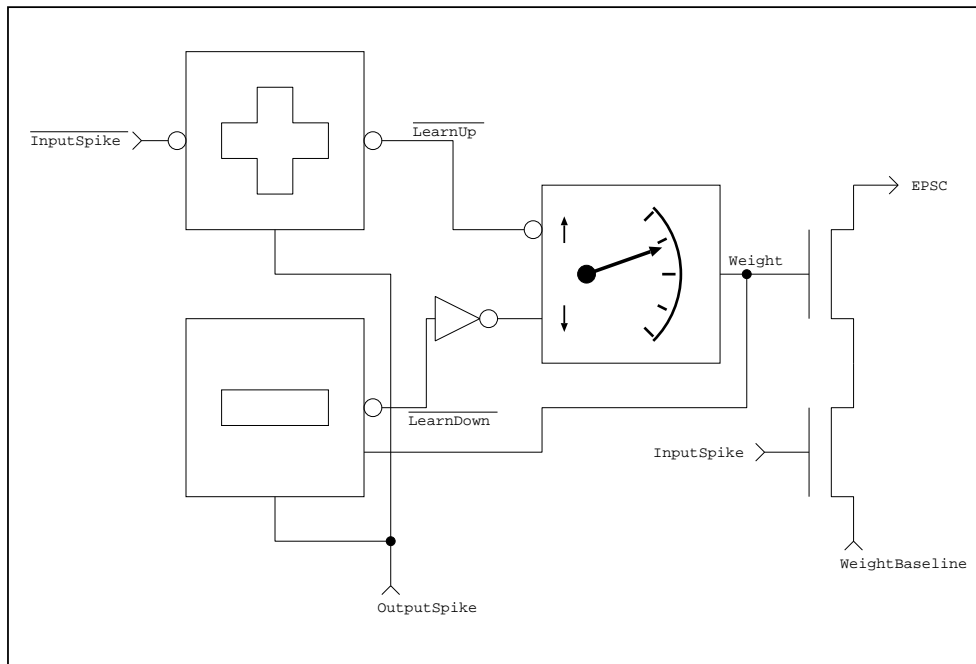 LearnUp
InputSpike
EPSC
Weight
LearnDown
InputSpike
WeightBaseline
OutputSpike